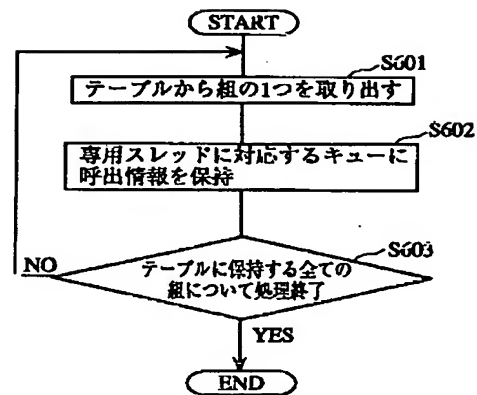 START
S601
テーブルから組の1つを取り出す
S602
専用スレッドに対応するキューに
呼出情報を保持
S603
テーブルに保持する全ての
組について処理終了
NO
YES
END